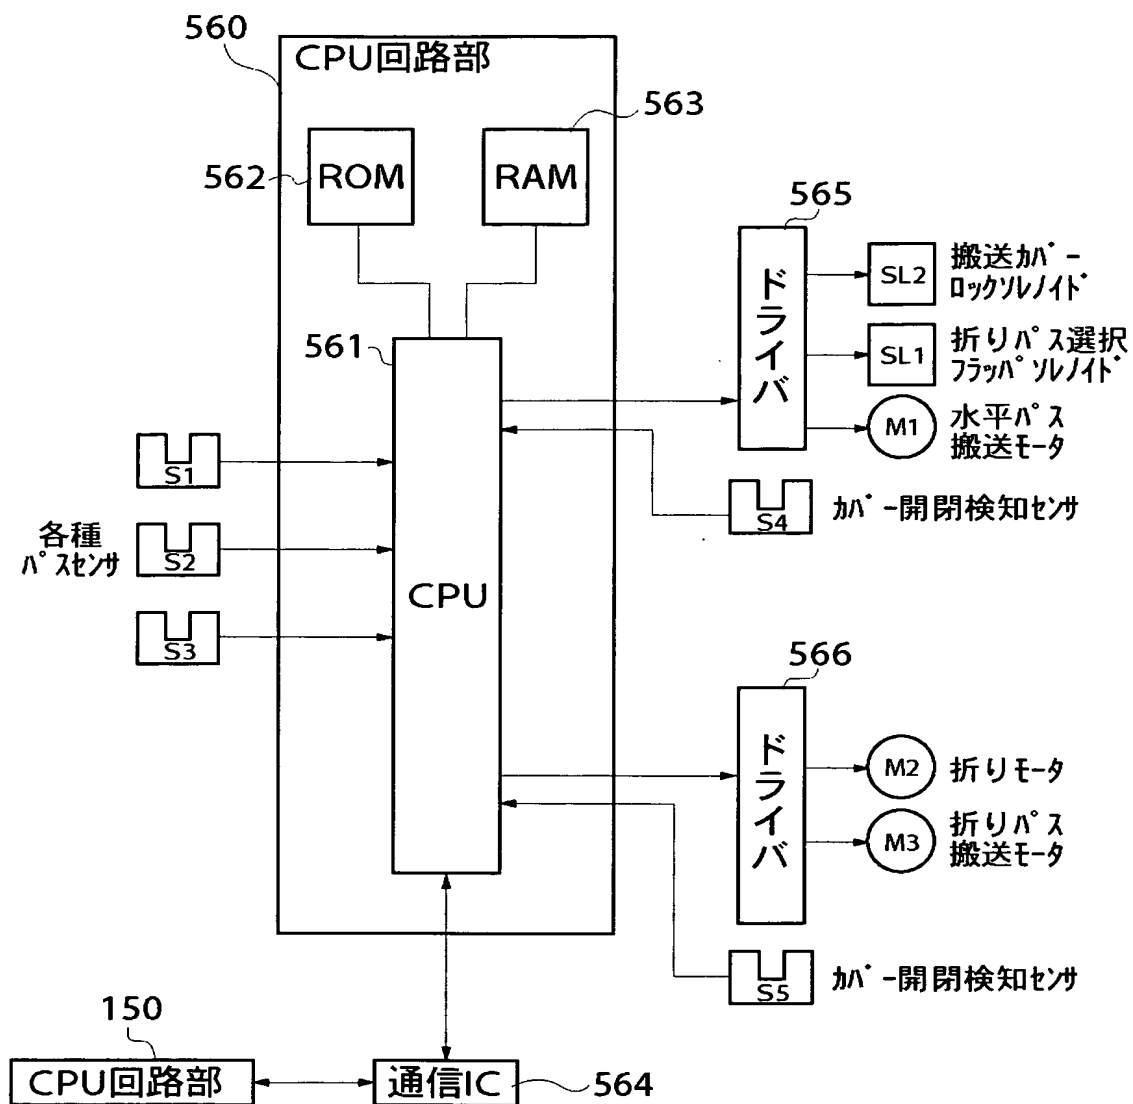 560
CPU回路部
563
562
ROM
RAM
565
ドライバ
SL2
搬送ｶﾊﾞｰ
ロックソレノイド
561
SL1
折りパス選択
フラッパソレノイド
M1
水平パス
搬送モータ
S1
S4
カバー開閉検知センサ
各種
パスセンサ
S2
CPU
S3
566
ドライバ
M2
折りモータ
M3
折りパス
搬送モータ
S5
カバー開閉検知センサ
150
CPU回路部
通信IC
564